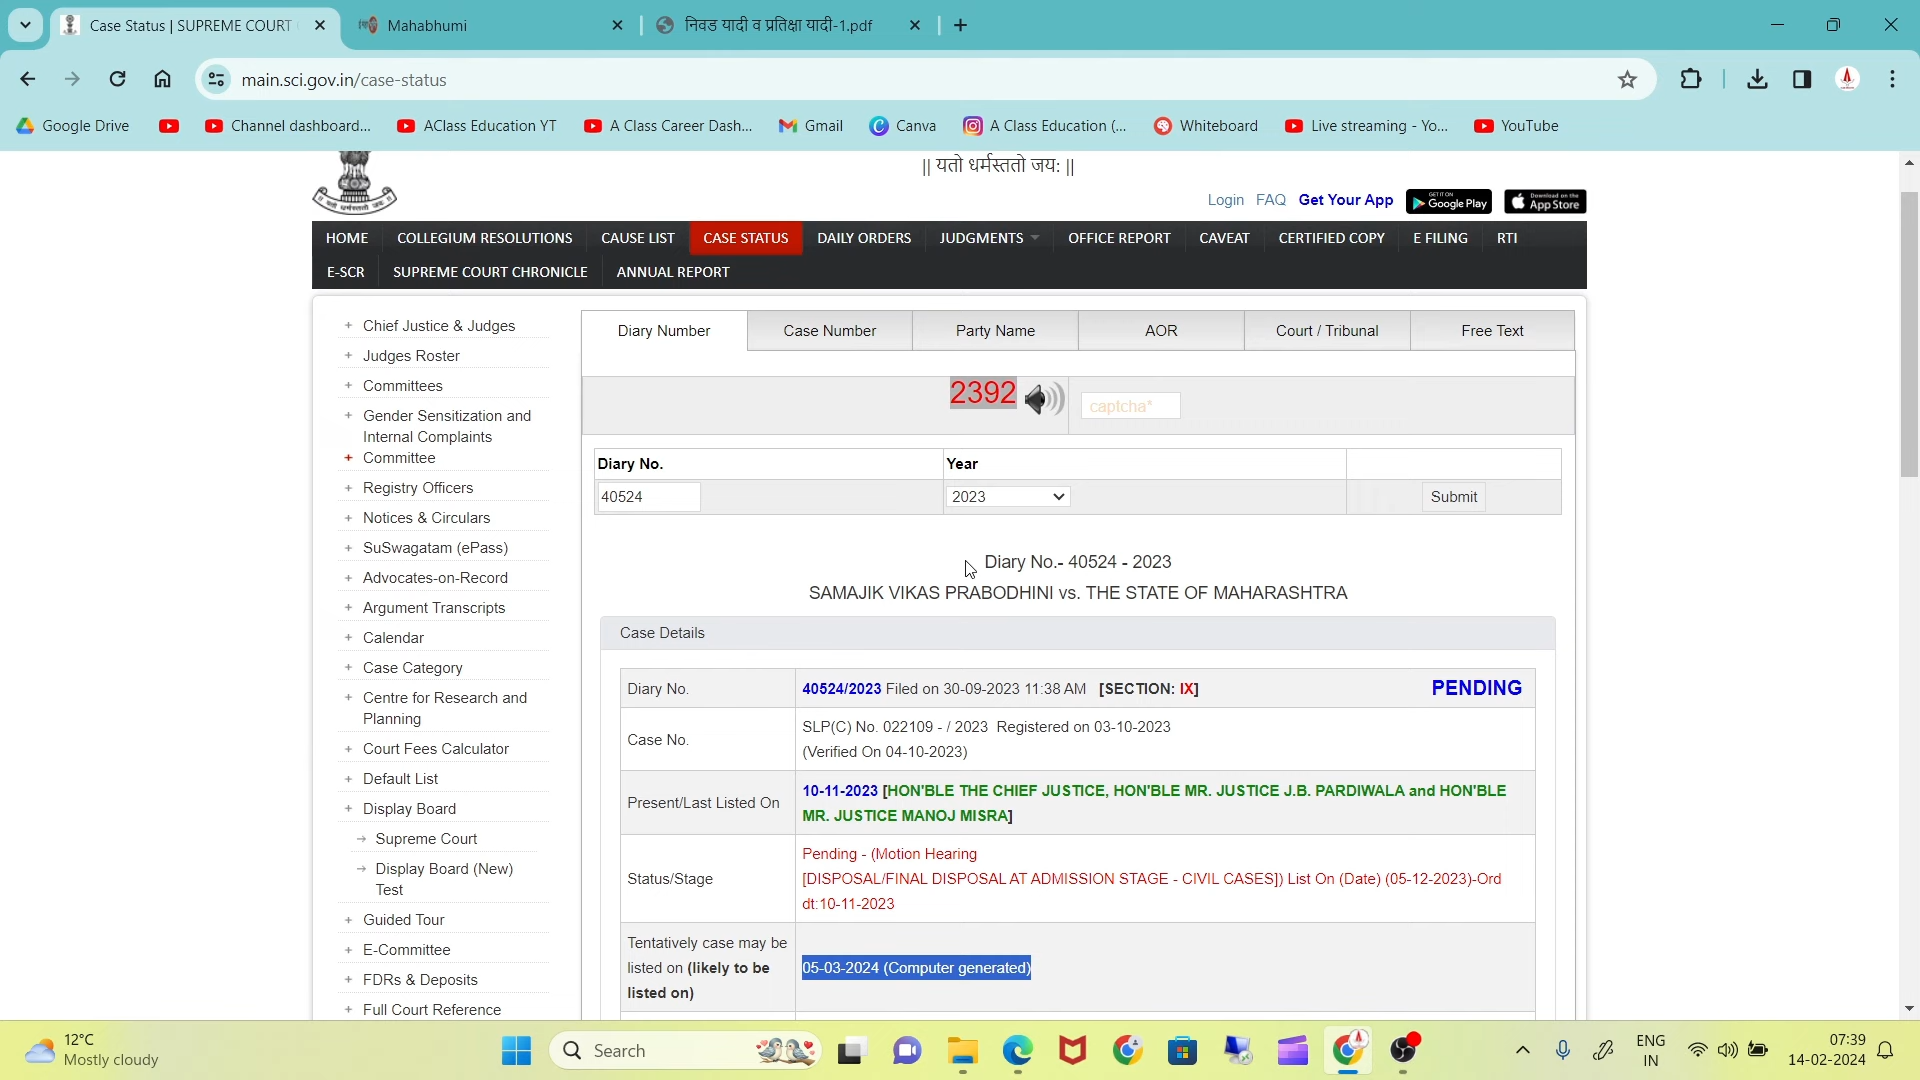 Case Status | SUPREME COURT
Mahabhumi
निवड यादी व प्रतिक्षा यादी-1.pdf
main.sci.gov.in/case-status
Google Drive
Channel dashboard...
AClass Education YT
A Class Career Dash...
Gmail
Canva
A Class Education (...
Whiteboard
Live streaming - Yo...
YouTube
|| यतो धर्मस्ततो जय: ||
Login FAQ Get Your App
GET IT ON Google Play
Download on the App Store
HOME COLLEGIUM RESOLUTIONS CAUSE LIST CASE STATUS DAILY ORDERS JUDGMENTS OFFICE REPORT CAVEAT CERTIFIED COPY E FILING RTI
E-SCR SUPREME COURT CHRONICLE ANNUAL REPORT
Chief Justice & Judges
Judges Roster
Committees
Gender Sensitization and
Internal Complaints
Committee
Registry Officers
Notices & Circulars
SuSwagatam (ePass)
Advocates-on-Record
Argument Transcripts
Calendar
Case Category
Centre for Research and
Planning
Court Fees Calculator
Default List
Display Board
Supreme Court
Display Board (New)
Test
Guided Tour
E-Committee
FDRs & Deposits
Full Court Reference
Diary Number Case Number Party Name AOR Court / Tribunal Free Text
2392 captcha*
Diary No. Year
40524 2023 Submit
Diary No.- 40524 - 2023
SAMAJIK VIKAS PRABODHINI vs. THE STATE OF MAHARASHTRA
Case Details
Diary No. 40524/2023 Filed on 30-09-2023 11:38 AM [SECTION: IX] PENDING
Case No.
SLP(C) No. 022109 - / 2023 Registered on 03-10-2023
(Verified On 04-10-2023)
Present/Last Listed On
10-11-2023 [HON'BLE THE CHIEF JUSTICE, HON'BLE MR. JUSTICE J.B. PARDIWALA and HON'BLE
MR. JUSTICE MANOJ MISRA]
Status/Stage
Pending - (Motion Hearing
[DISPOSAL/FINAL DISPOSAL AT ADMISSION STAGE - CIVIL CASES]) List On (Date) (05-12-2023)-Ord
dt:10-11-2023
Tentatively case may be
listed on (likely to be
listed on)
05-03-2024 (Computer generated)
12°C
Mostly cloudy
Search
ENG
IN
07:39
14-02-2024